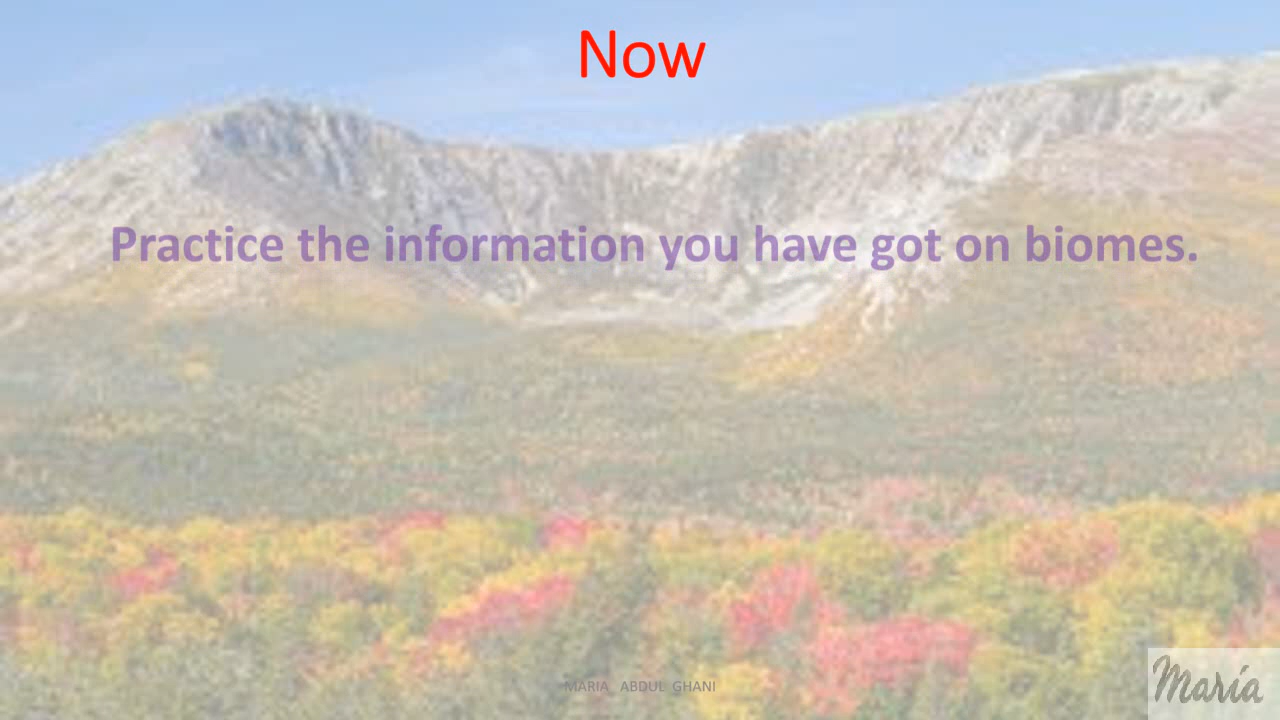 Now
Practice the information you have got on biomes.
MARIA ABDUL GHANI
Maria